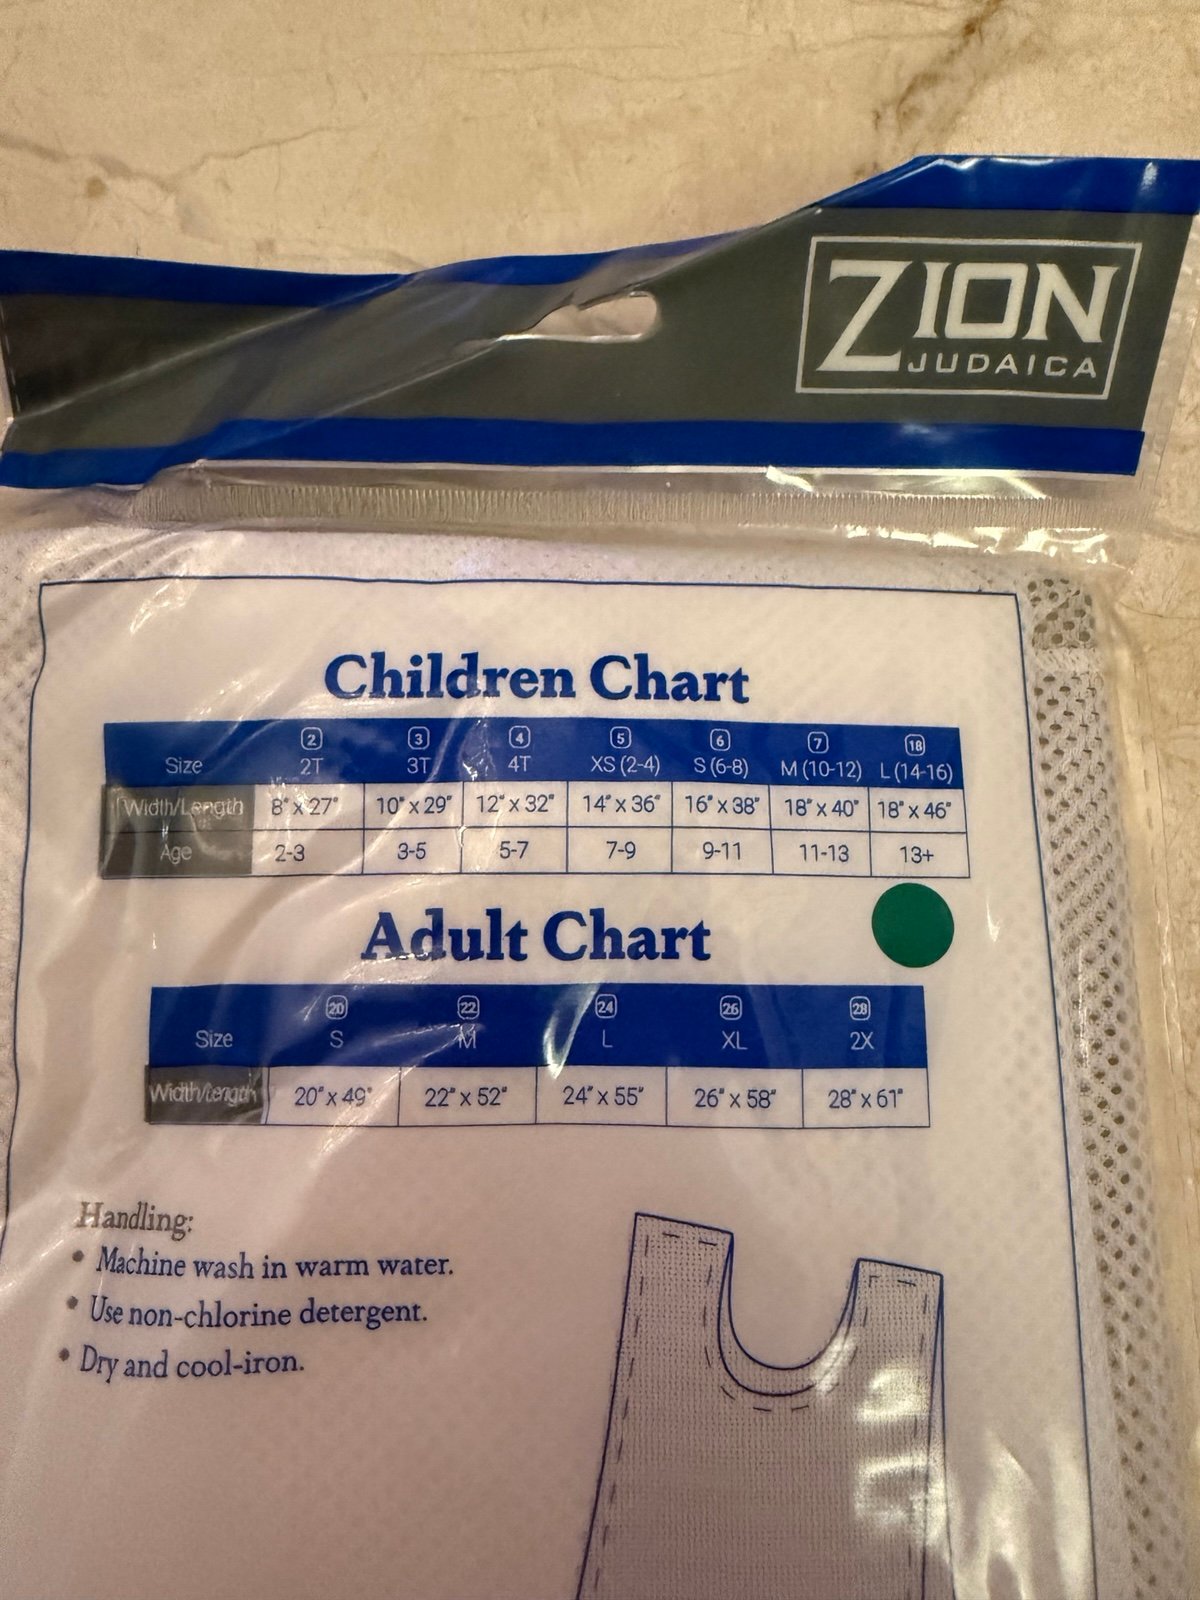 ZION
JUDAICA
Children Chart
2 3 4 5 6 7 18
Size 2T 3T 4T XS (2-4) S (6-8) M (10-12) L (14-16)
Width/Length 8" x 27" 10" x 29" 12" x 32" 14" x 36" 16" x 38" 18" x 40" 18" x 46"
Age 2-3 3-5 5-7 7-9 9-11 11-13 13+
Adult Chart
20 22 24 26 28
Size S M L XL 2X
Width/Length 20" x 49" 22" x 52" 24" x 55" 26" x 58" 28" x 61"
Handling:
• Machine wash in warm water.
• Use non-chlorine detergent.
• Dry and cool-iron.